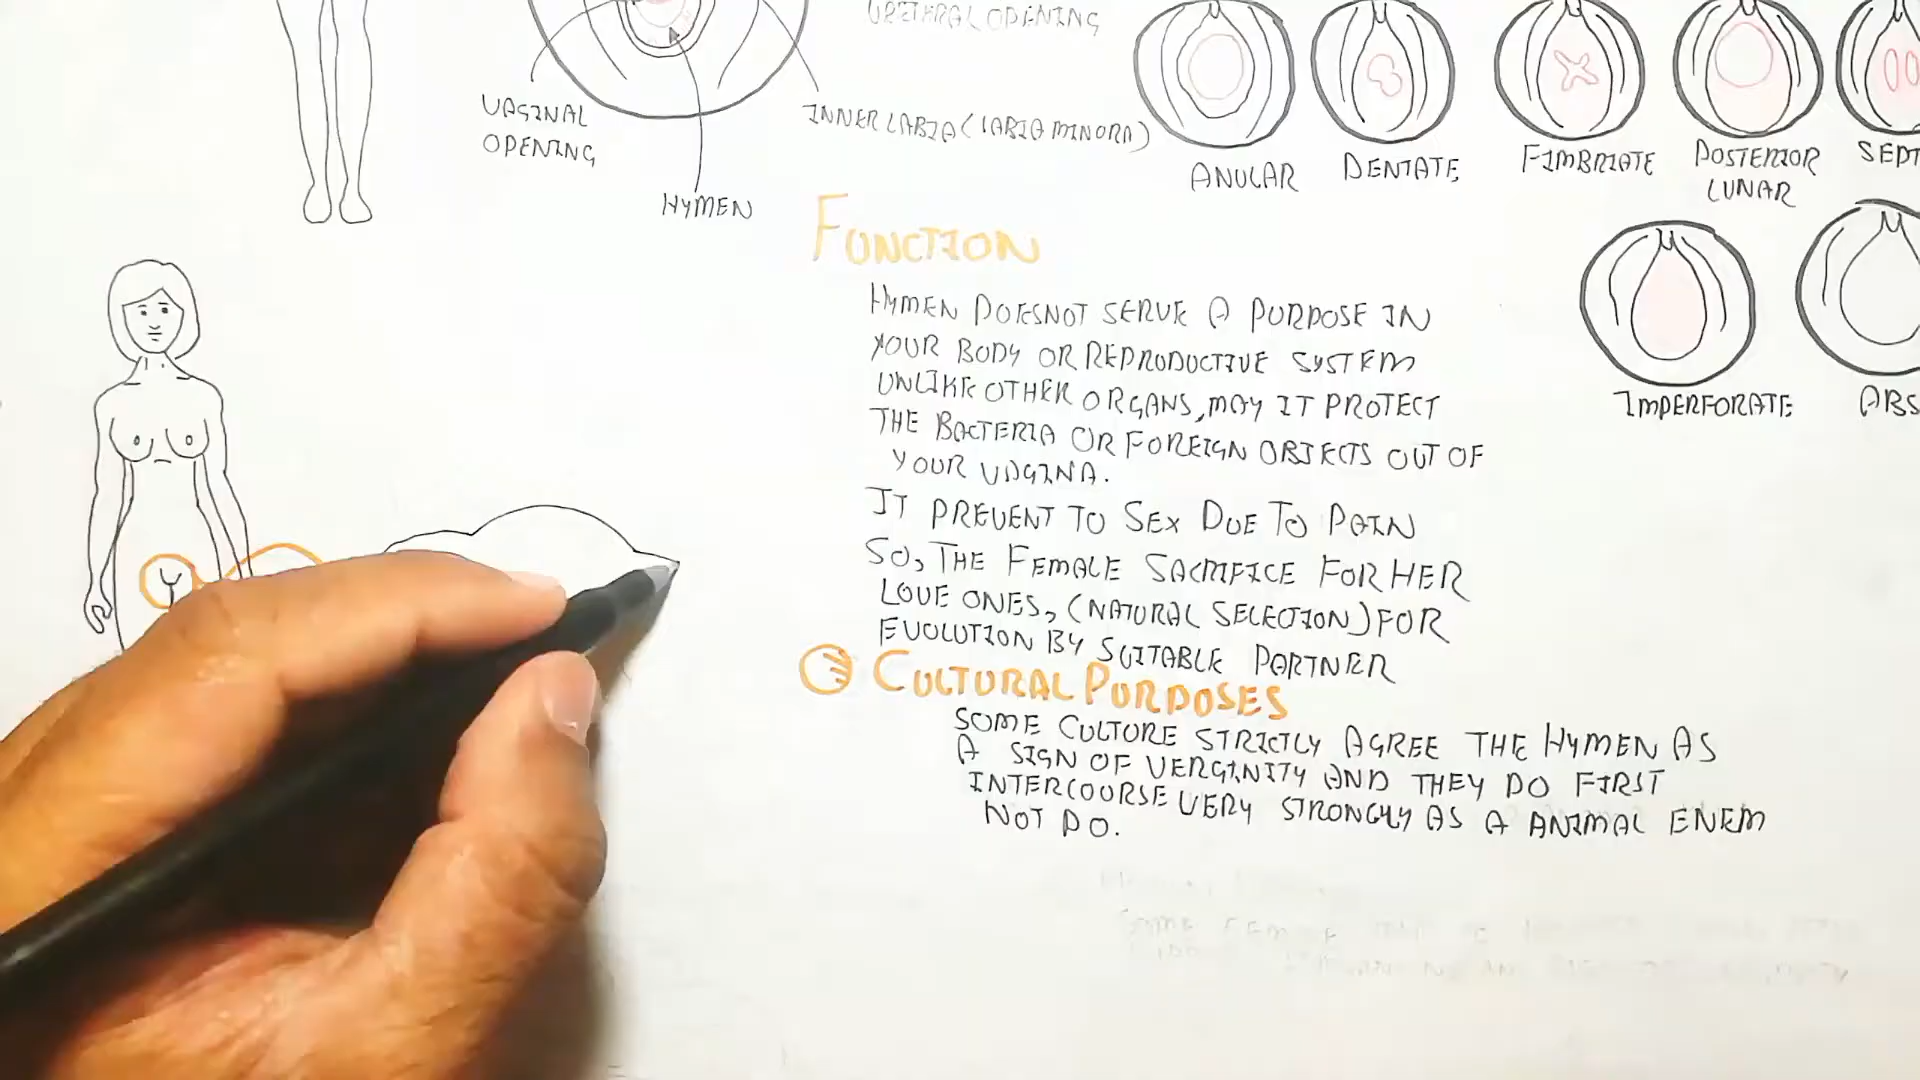 URETHRAL OPENING
VAGINAL
OPENING
INNER LABIA (LABIA MINORA)
HYMEN
ANULAR
DENTATE
FIMBRIATE
POSTERIOR
LUNAR
SEPT
IMPERFORATE
ABS
FUNCTION
HYMEN DOESNOT SERVE A PURPOSE IN
YOUR BODY OR REPRODUCTIVE SYSTEM
UNLIKE OTHER ORGANS, MAY IT PROTECT
THE BACTERIA OR FOREIGN OBJECTS OUT OF
YOUR VAGINA.
IT PREVENT TO SEX DUE TO PAIN
SO, THE FEMALE SACRIFICE FOR HER
LOVE ONES, (NATURAL SELECTION) FOR
EVOLUTION BY SUITABLE PARTNER
CULTURAL PURPOSES
SOME CULTURE STRICTLY AGREE THE HYMEN AS
A SIGN OF VERGINITY AND THEY DO FIRST
INTERCOURSE VERY STRONGLY AS A ANIMAL ENEM
NOT DO.